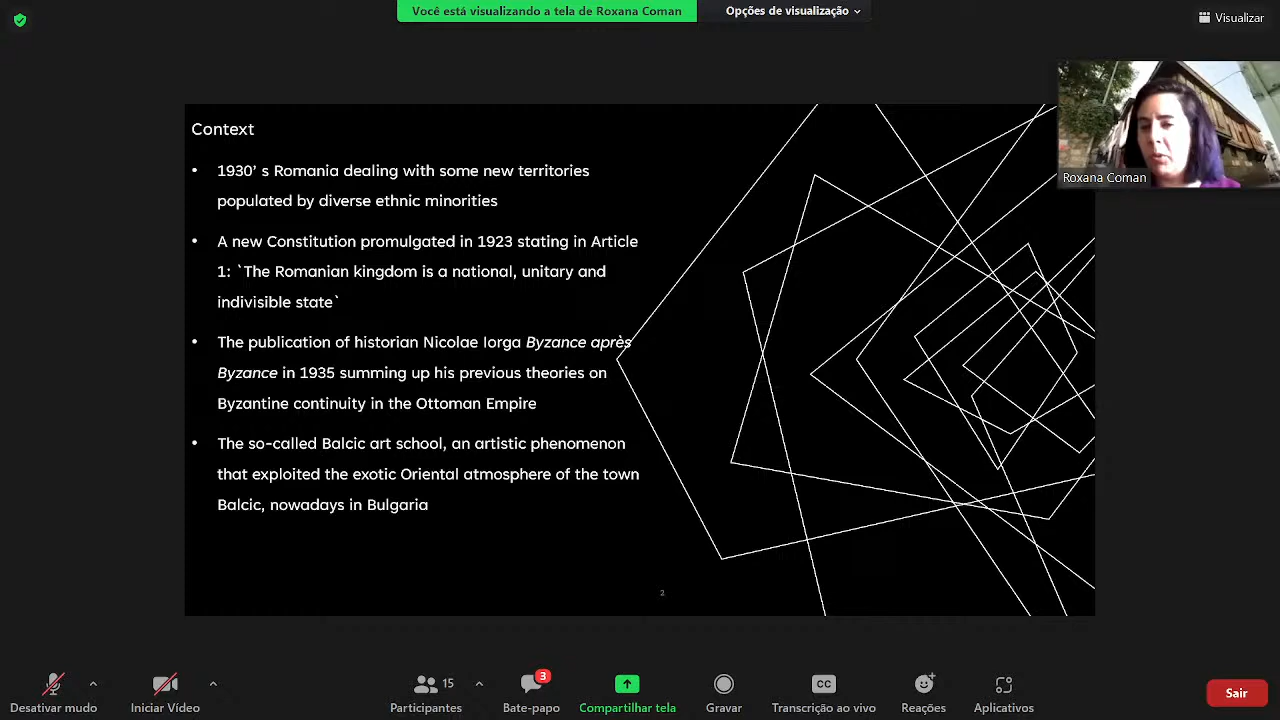 Você está visualizando a tela de Roxana Coman
Opções de visualização
Visualizar
Roxana Coman
Context
• 1930’ s Romania dealing with some new territories
populated by diverse ethnic minorities
• A new Constitution promulgated in 1923 stating in Article
1: `The Romanian kingdom is a national, unitary and
indivisible state`
• The publication of historian Nicolae Iorga Byzance après
Byzance in 1935 summing up his previous theories on
Byzantine continuity in the Ottoman Empire
• The so-called Balcic art school, an artistic phenomenon
that exploited the exotic Oriental atmosphere of the town
Balcic, nowadays in Bulgaria
2
Desativar mudo
Iniciar Vídeo
15
Participantes
3
Bate-papo
Compartilhar tela
Gravar
CC
Transcrição ao vivo
Reações
Aplicativos
Sair